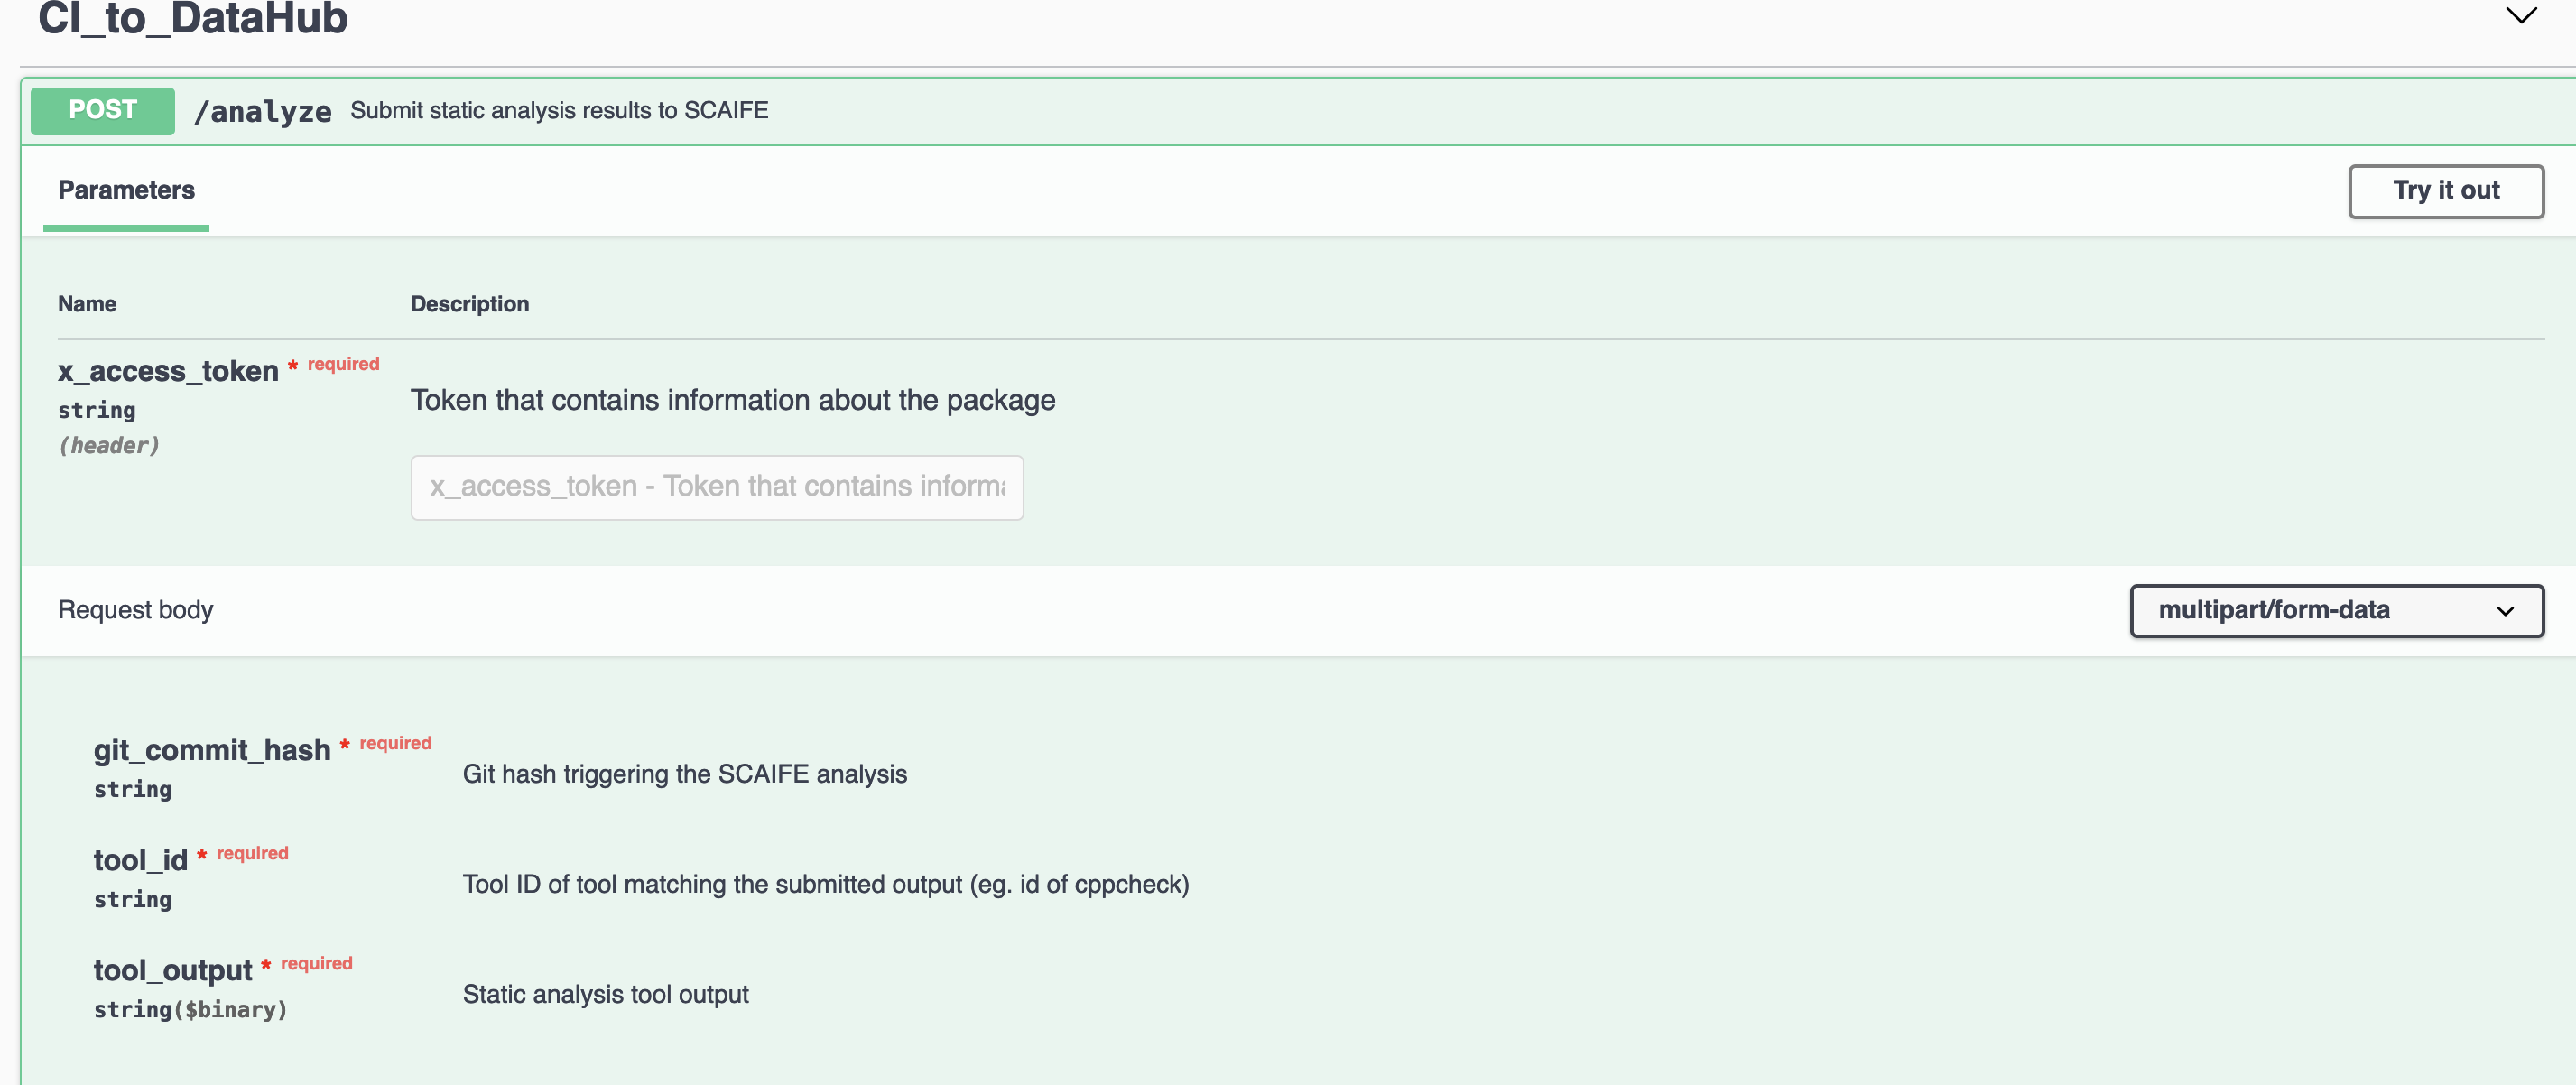 CI_to_DataHub
POST /analyze Submit static analysis results to SCAIFE
Parameters Try it out
Name Description
x_access_token * required
string
(header)
Token that contains information about the package
x_access_token - Token that contains inform
Request body multipart/form-data
git_commit_hash * required
string
Git hash triggering the SCAIFE analysis
tool_id * required
string
Tool ID of tool matching the submitted output (eg. id of cppcheck)
tool_output * required
string($binary)
Static analysis tool output